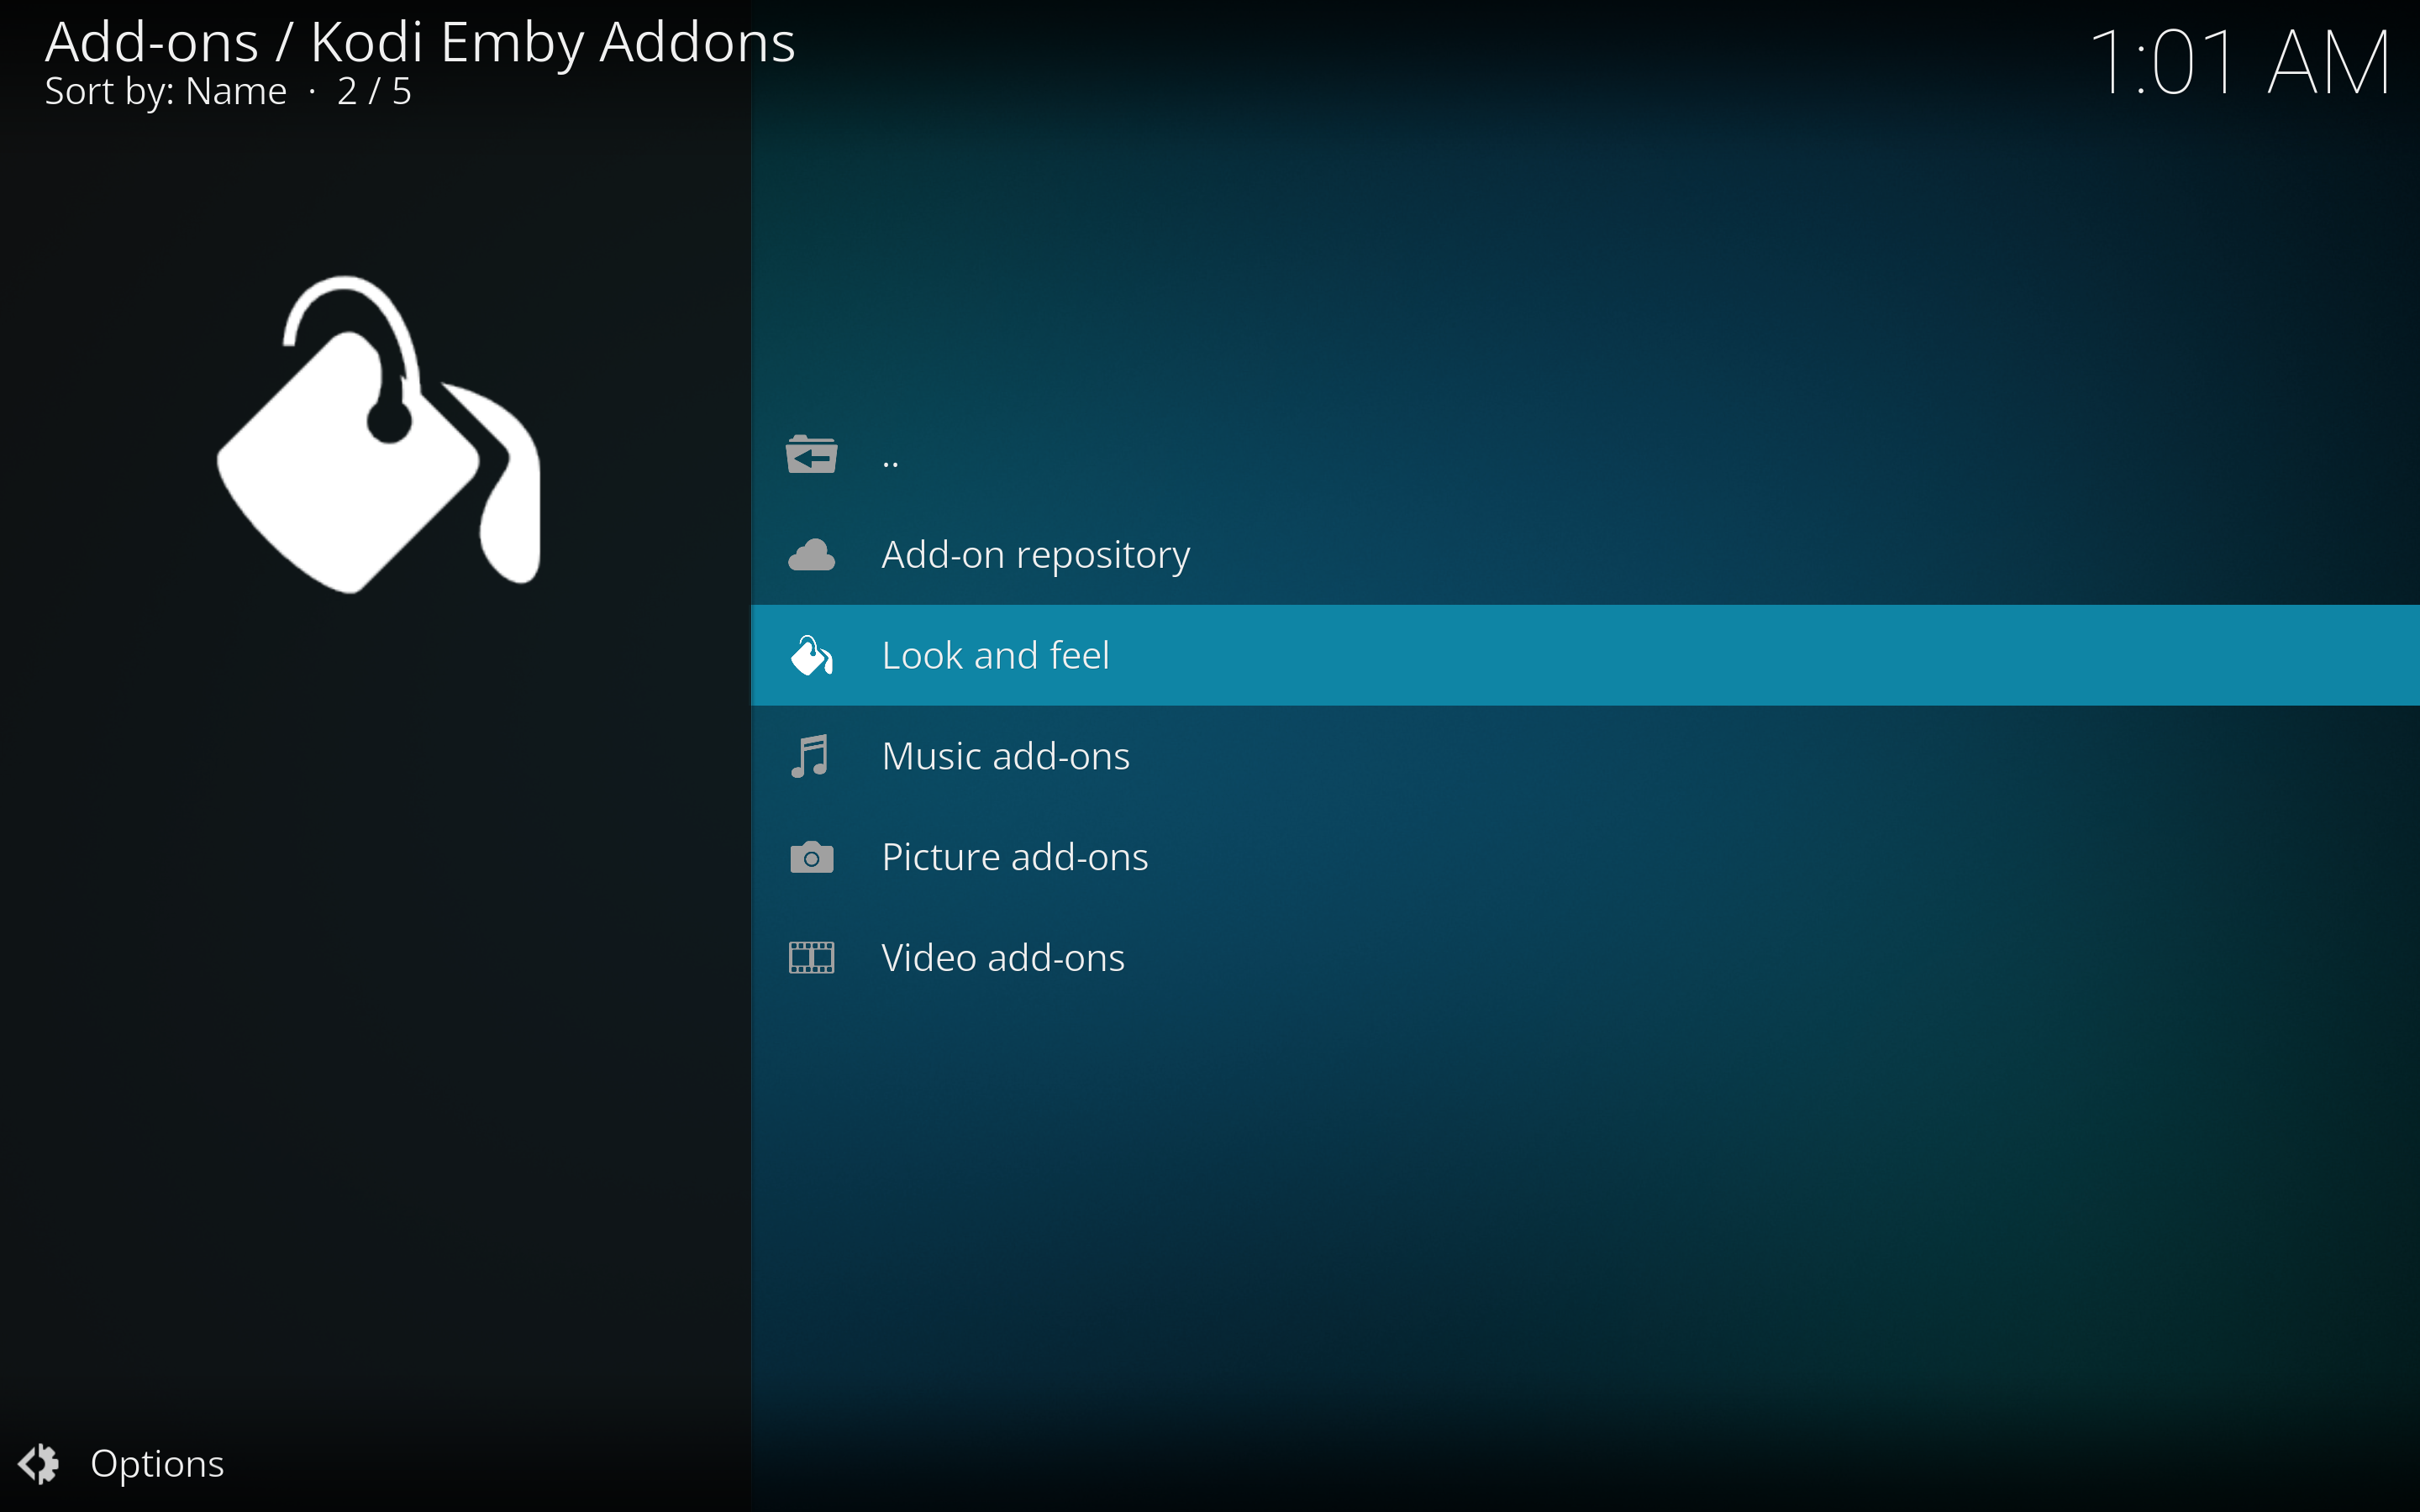 Add-ons / Kodi Emby Addons
Sort by: Name · 2 / 5
1:01 AM
..
Add-on repository
Look and feel
Music add-ons
Picture add-ons
Video add-ons
Options